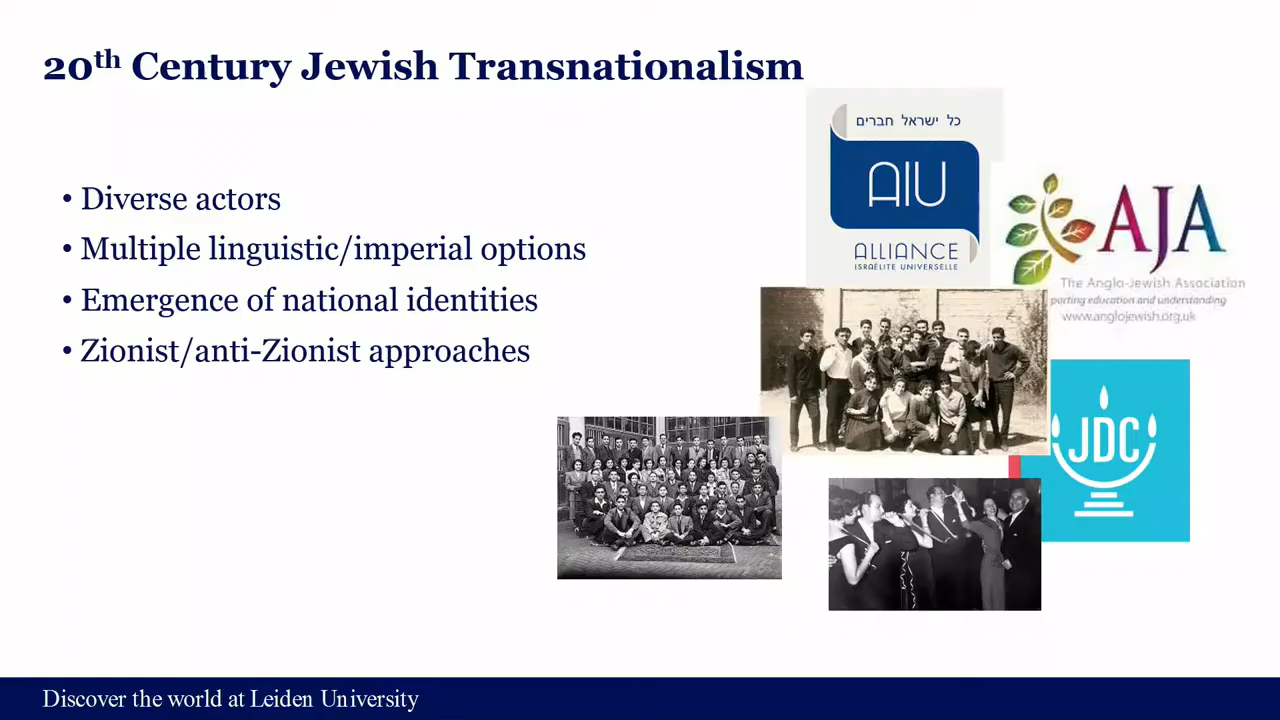 20th Century Jewish Transnationalism
• Diverse actors
• Multiple linguistic/imperial options
• Emergence of national identities
• Zionist/anti-Zionist approaches
כל ישראל חברים
AIU
ALLIANCE
ISRAÉLITE UNIVERSELLE
AJA
The Anglo-Jewish Association
porting education and understanding
www.anglojewish.org.uk
JDC
Discover the world at Leiden University